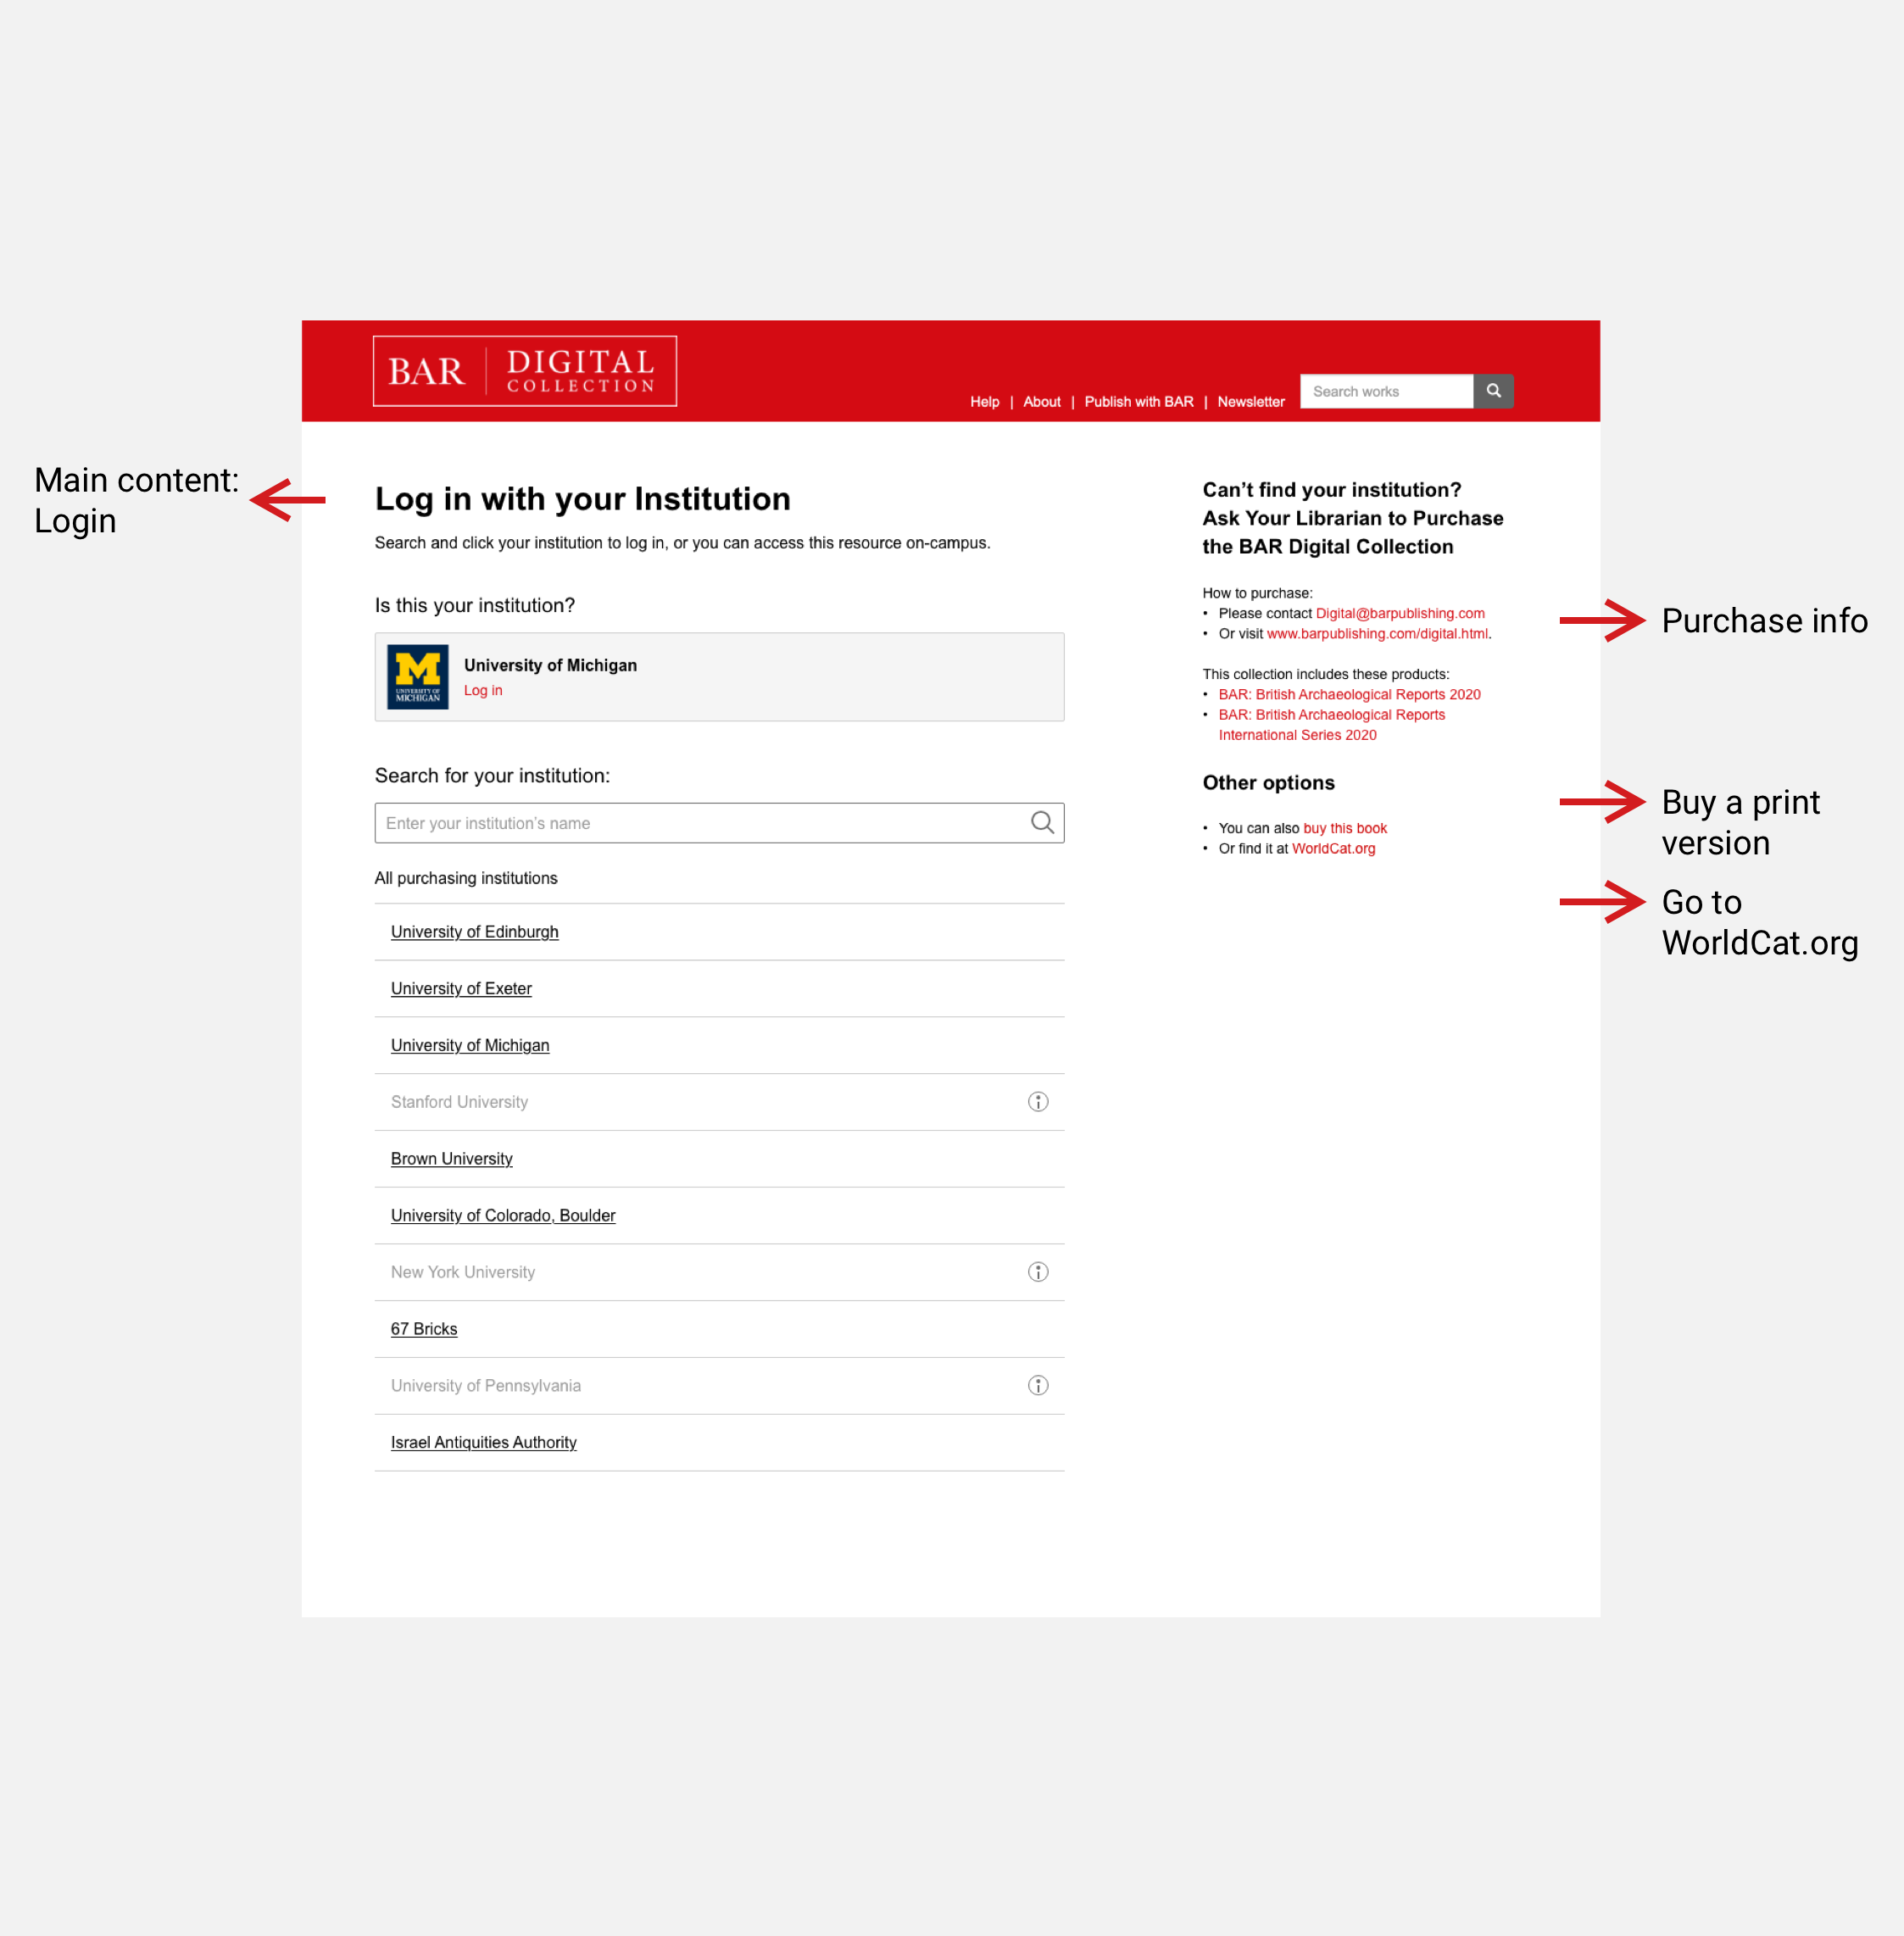 BAR | DIGITAL
COLLECTION
Help | About | Publish with BAR | Newsletter
Search works
Main content:
Login
Log in with your Institution
Search and click your institution to log in, or you can access this resource on-campus.
Is this your institution?
M
UNIVERSITY OF
MICHIGAN
University of Michigan
Log in
Search for your institution:
Enter your institution’s name
All purchasing institutions
University of Edinburgh
University of Exeter
University of Michigan
Stanford University
Brown University
University of Colorado, Boulder
New York University
67 Bricks
University of Pennsylvania
Israel Antiquities Authority
Can’t find your institution?
Ask Your Librarian to Purchase
the BAR Digital Collection
How to purchase:
• Please contact Digital@barpublishing.com
• Or visit www.barpublishing.com/digital.html.
This collection includes these products:
• BAR: British Archaeological Reports 2020
• BAR: British Archaeological Reports
International Series 2020
Other options
• You can also buy this book
• Or find it at WorldCat.org
Purchase info
Buy a print
version
Go to
WorldCat.org